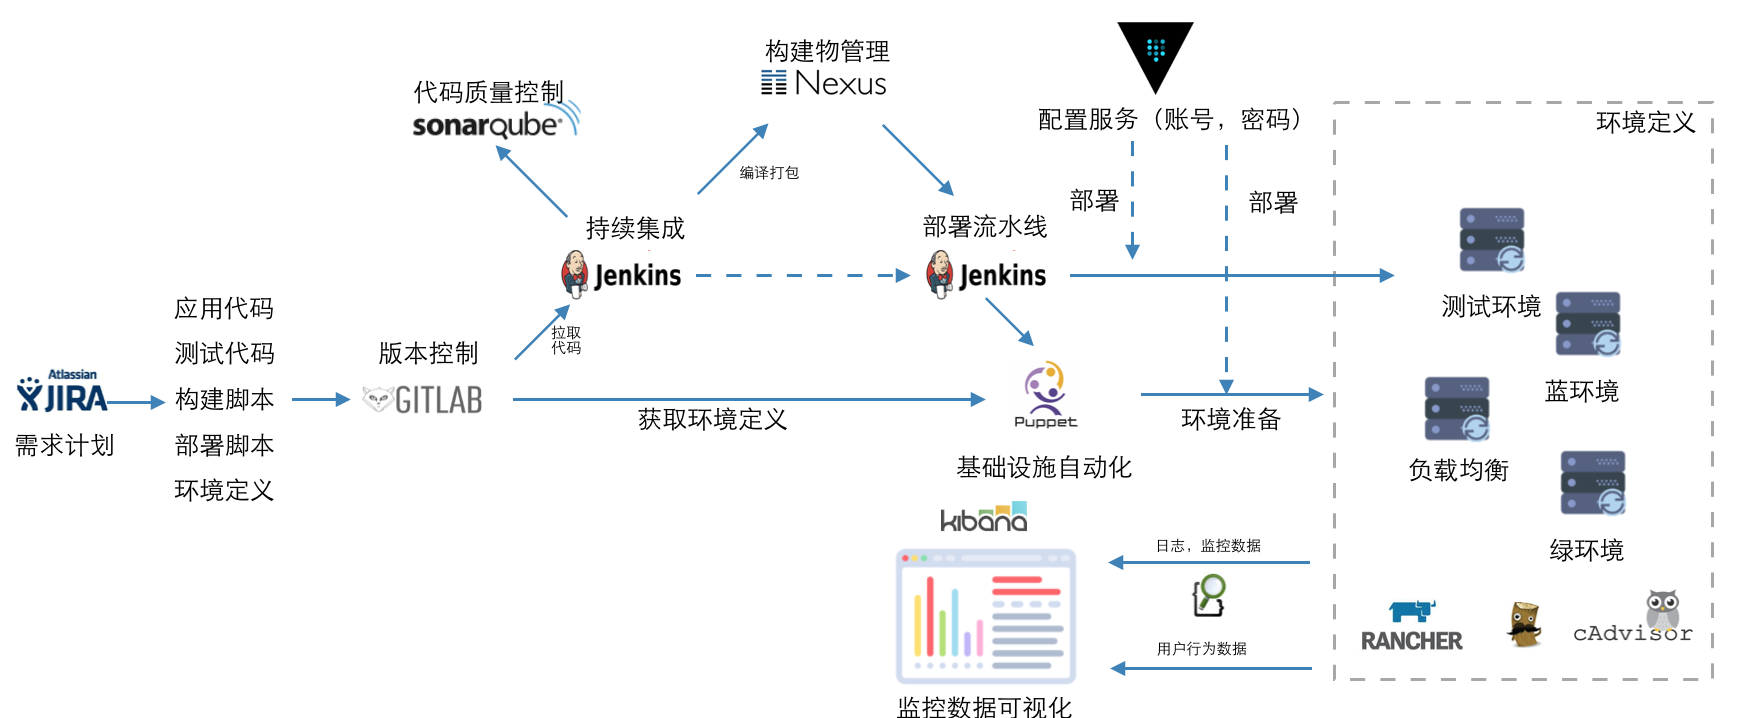 构建物管理
Nexus
代码质量控制
sonarqube
配置服务（账号，密码）
环境定义
编译打包
部署
部署
持续集成
Jenkins
部署流水线
Jenkins
测试环境
应用代码
测试代码
构建脚本
部署脚本
环境定义
拉取
代码
版本控制
GITLAB
Atlassian
JIRA
需求计划
获取环境定义
Puppet
基础设施自动化
环境准备
蓝环境
负载均衡
绿环境
kibana
日志，监控数据
用户行为数据
监控数据可视化
RANCHER
cAdvisor